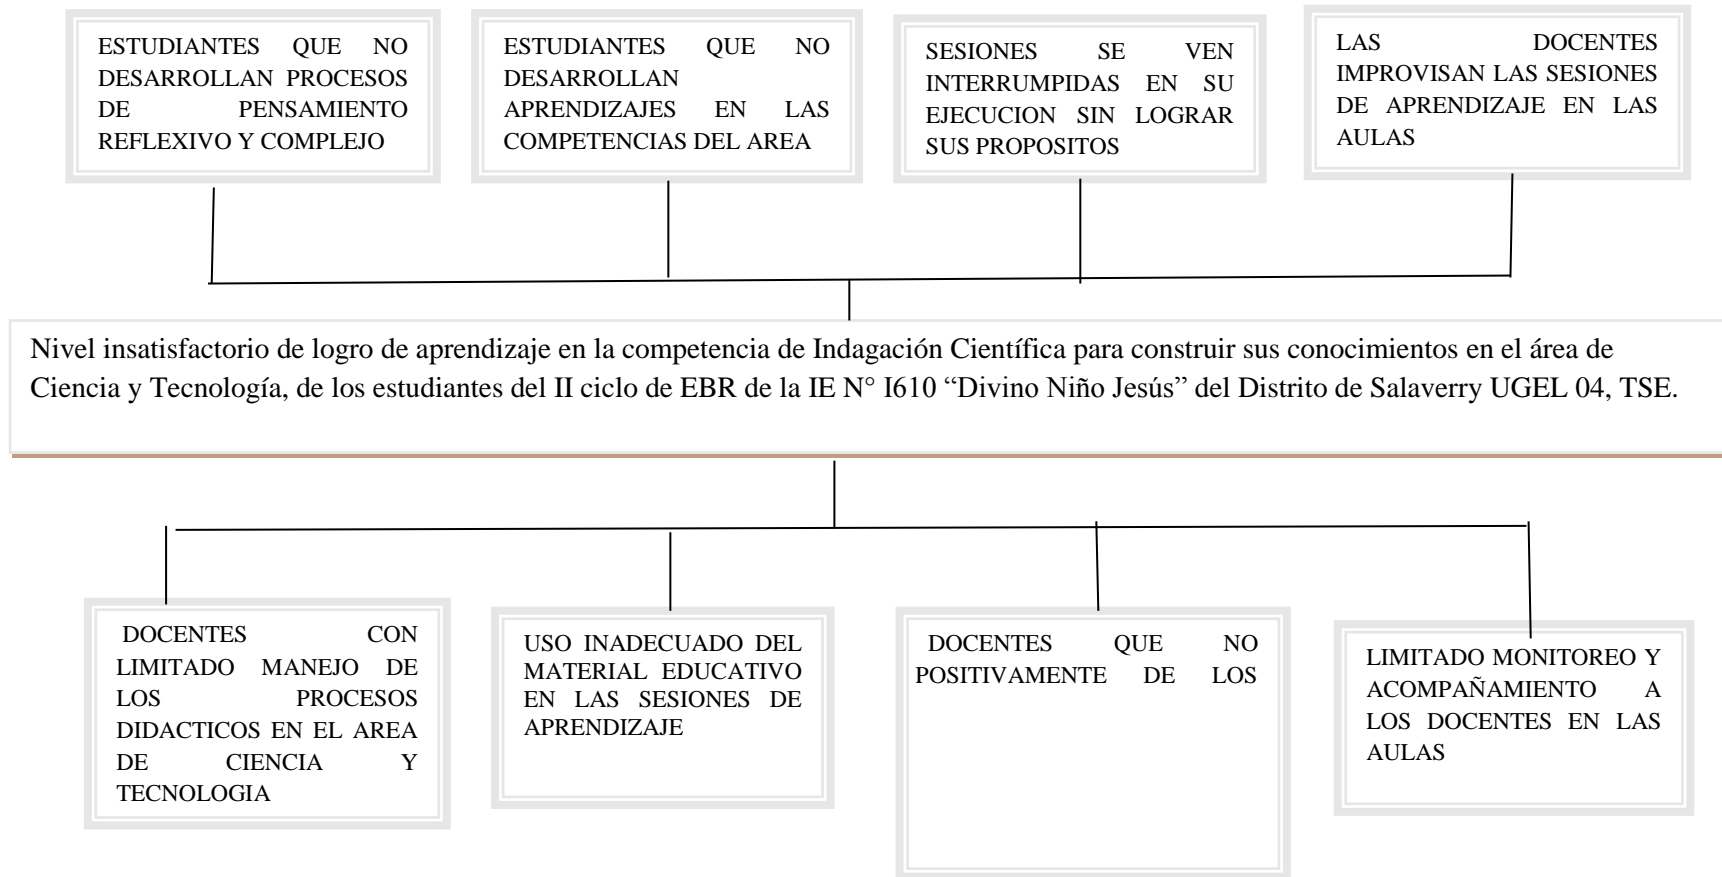 ESTUDIANTES QUE NO
DESARROLLAN PROCESOS
DE PENSAMIENTO
REFLEXIVO Y COMPLEJO
ESTUDIANTES QUE NO
DESARROLLAN
APRENDIZAJES EN LAS
COMPETENCIAS DEL AREA
SESIONES SE VEN
INTERRUMPIDAS EN SU
EJECUCION SIN LOGRAR
SUS PROPOSITOS
LAS DOCENTES
IMPROVISAN LAS SESIONES
DE APRENDIZAJE EN LAS
AULAS
Nivel insatisfactorio de logro de aprendizaje en la competencia de Indagación Científica para construir sus conocimientos en el área de
Ciencia y Tecnología, de los estudiantes del II ciclo de EBR de la IE N° I610 “Divino Niño Jesús” del Distrito de Salaverry UGEL 04, TSE.
DOCENTES CON
LIMITADO MANEJO DE
LOS PROCESOS
DIDACTICOS EN EL AREA
DE CIENCIA Y
TECNOLOGIA
USO INADECUADO DEL
MATERIAL EDUCATIVO
EN LAS SESIONES DE
APRENDIZAJE
DOCENTES QUE NO
POSITIVAMENTE DE LOS
LIMITADO MONITOREO Y
ACOMPAÑAMIENTO A
LOS DOCENTES EN LAS
AULAS